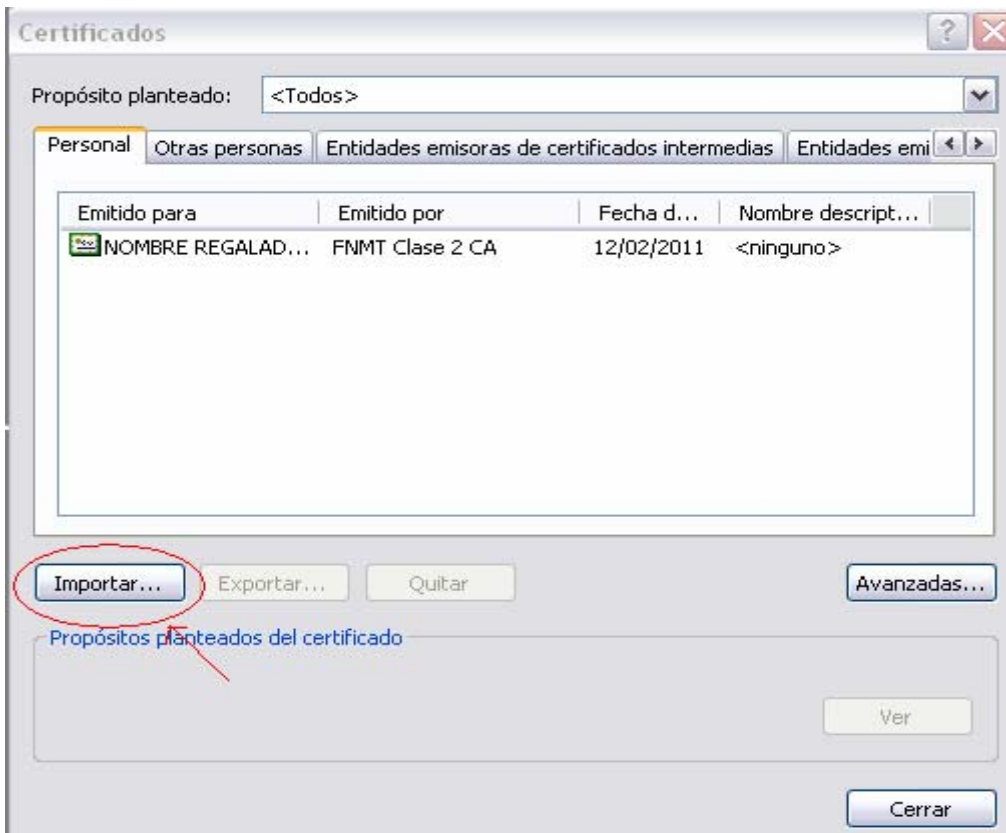 Certificados
Propósito planteado: <Todos>
Personal Otras personas Entidades emisoras de certificados intermedias Entidades emi
Emitido para Emitido por Fecha d... Nombre descript...
NOMBRE REGALAD... FNMT Clase 2 CA 12/02/2011 <ninguno>
Importar... Exportar... Quitar Avanzadas...
Propósitos planteados del certificado
Ver
Cerrar